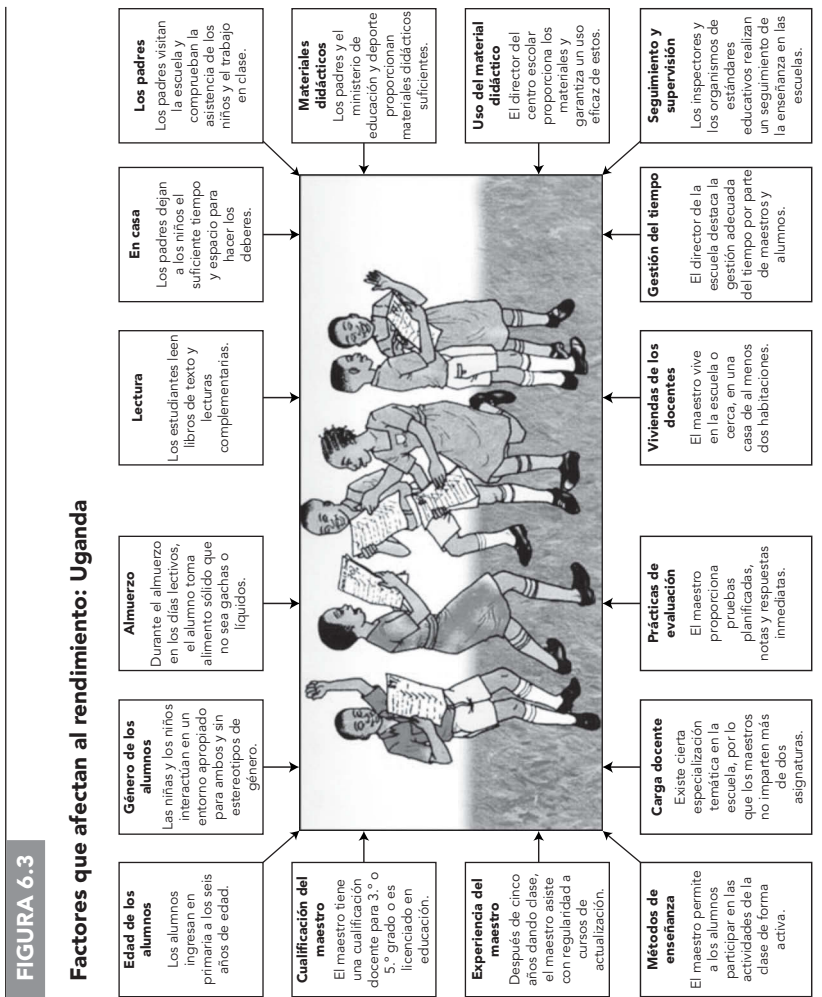 FIGURA 6.3
Factores que afectan al rendimiento: Uganda
Edad de los
alumnos
Los alumnos
ingresan en
primaria a los seis
años de edad.
Género de los
alumnos
Las niñas y los niños
interactúan en un
entorno apropiado
para ambos y sin
estereotipos de
género.
Almuerzo
Durante el almuerzo
en los días lectivos,
el alumno toma
alimento sólido que
no sea gachas o
líquidos.
Lectura
Los estudiantes leen
libros de texto y
lecturas
complementarias.
En casa
Los padres dejan
a los niños el
suficiente tiempo
y espacio para
hacer los
deberes.
Los padres
Los padres visitan
la escuela y
comprueban la
asistencia de los
niños y el trabajo
en clase.
Cualificación del
maestro
El maestro tiene
una cualificación
docente para 3.º o
5.º grado o es
licenciado en
educación.
Materiales
didácticos
Los padres y el
ministerio de
educación y deporte
proporcionan
materiales didácticos
suficientes.
Experiencia del
maestro
Después de cinco
años dando clase,
el maestro asiste
con regularidad a
cursos de
actualización.
Uso del material
didáctico
El director del
centro escolar
proporciona los
materiales y
garantiza un uso
eficaz de estos.
Métodos de
enseñanza
El maestro permite
a los alumnos
participar en las
actividades de la
clase de forma
activa.
Carga docente
Existe cierta
especialización
temática en la
escuela, por lo
que los maestros
no imparten más
de dos
asignaturas.
Prácticas de
evaluación
El maestro
proporciona
pruebas
planificadas,
notas y respuestas
inmediatas.
Viviendas de los
docentes
El maestro vive
en la escuela o
cerca, en una
casa de al menos
dos habitaciones.
Gestión del tiempo
El director de la
escuela destaca la
gestión adecuada
del tiempo por parte
de maestros y
alumnos.
Seguimiento y
supervisión
Los inspectores y
los organismos de
estándares
educativos realizan
un seguimiento de
la enseñanza en las
escuelas.